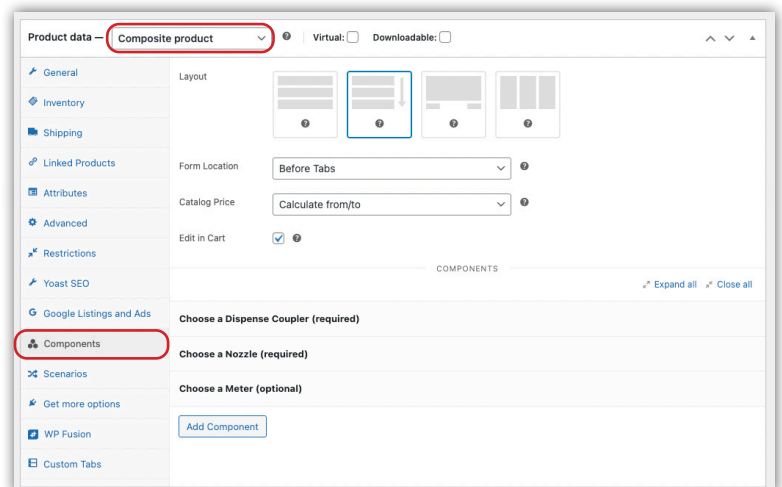 Product data — Composite product Virtual: Downloadable:
General
Inventory
Shipping
Linked Products
Attributes
Advanced
Restrictions
Yoast SEO
Google Listings and Ads
Components
Scenarios
Get more options
WP Fusion
Custom Tabs
Layout
Form Location Before Tabs
Catalog Price Calculate from/to
Edit in Cart
COMPONENTS
Expand all Close all
Choose a Dispense Coupler (required)
Choose a Nozzle (required)
Choose a Meter (optional)
Add Component